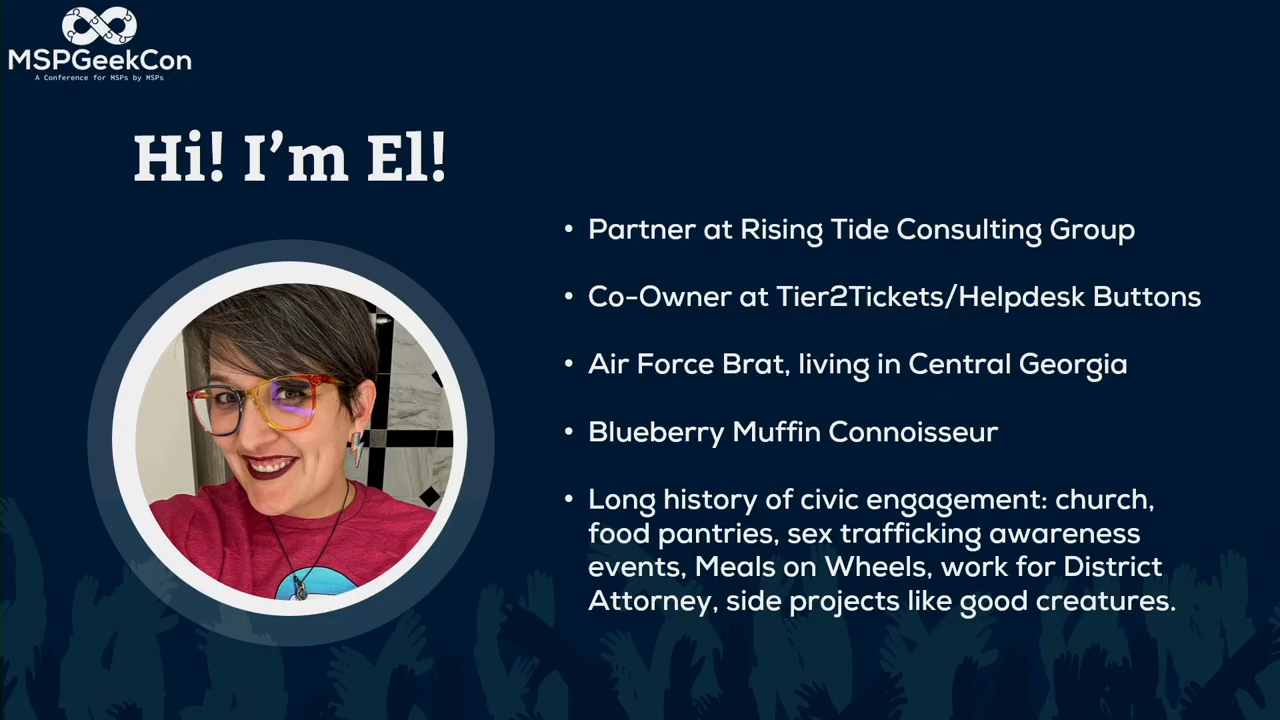 MSPGeekCon
A Conference for MSPs by MSPs
Hi! I’m El!
• Partner at Rising Tide Consulting Group
• Co-Owner at Tier2Tickets/Helpdesk Buttons
• Air Force Brat, living in Central Georgia
• Blueberry Muffin Connoisseur
• Long history of civic engagement: church,
food pantries, sex trafficking awareness
events, Meals on Wheels, work for District
Attorney, side projects like good creatures.